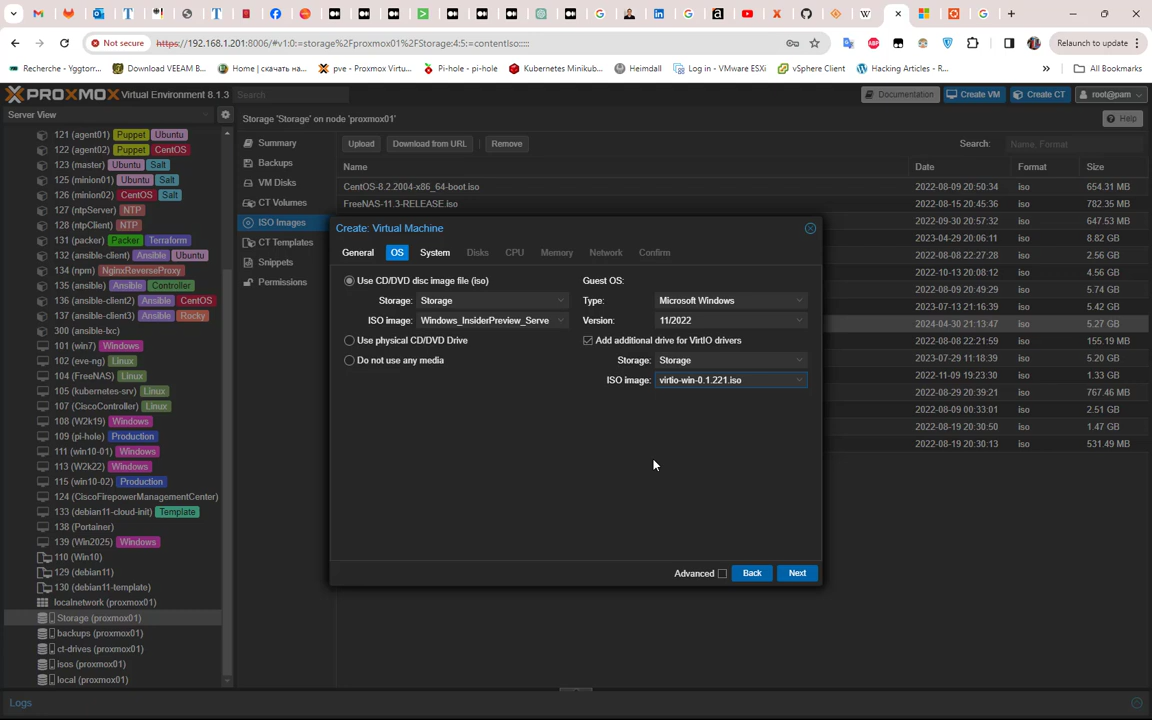 Not secure https://192.168.1.201:8006/#v1:0:=storage%2Fproxmox01%2FStorage:4:5:=contentIso:::::
Relaunch to update
Recherche - Yggtorr...
Download VEEAM B...
Home | скачать на...
pve - Proxmox Virtu...
Pi-hole - pi-hole
Kubernetes Minikub...
Heimdall
Log in - VMware ESXi
vSphere Client
Hacking Articles - R...
»
All Bookmarks
PROXMOX Virtual Environment 8.1.3 Search
Documentation Create VM Create CT root@pam
Server View
Storage 'Storage' on node 'proxmox01'
Help
121 (agent01) Puppet Ubuntu
122 (agent02) Puppet CentOS
123 (master) Ubuntu Salt
125 (minion01) Ubuntu Salt
126 (minion02) CentOS Salt
127 (ntpServer) NTP
128 (ntpClient) NTP
131 (packer) Packer Terraform
132 (ansible-client) Ansible Ubuntu
134 (npm) NginxReverseProxy
135 (ansible) Ansible Controller
136 (ansible-client2) Ansible CentOS
137 (ansible-client3) Ansible Rocky
300 (ansible-lxc)
101 (win7) Windows
102 (eve-ng) Linux
104 (FreeNAS) Linux
105 (kubernetes-srv) Linux
107 (CiscoController) Linux
108 (W2k19) Windows
109 (pi-hole) Production
111 (win10-01) Windows
113 (W2k22) Windows
115 (win10-02) Production
124 (CiscoFirepowerManagementCenter)
133 (debian11-cloud-init) Template
138 (Portainer)
139 (Win2025) Windows
110 (Win10)
129 (debian11)
130 (debian11-template)
localnetwork (proxmox01)
Storage (proxmox01)
backups (proxmox01)
ct-drives (proxmox01)
isos (proxmox01)
local (proxmox01)
Summary
Backups
VM Disks
CT Volumes
ISO Images
CT Templates
Snippets
Permissions
Upload Download from URL Remove Search: Name, Format
Name Date Format Size
CentOS-8.2.2004-x86_64-boot.iso 2022-08-09 20:50:34 iso 654.31 MB
FreeNAS-11.3-RELEASE.iso 2022-08-15 20:45:36 iso 782.35 MB
2022-09-30 20:57:32 iso 647.53 MB
2023-04-29 20:06:11 iso 8.82 GB
2022-08-08 22:27:28 iso 2.56 GB
2022-10-13 20:08:12 iso 4.56 GB
2022-08-09 20:49:29 iso 5.74 GB
2023-07-13 21:16:39 iso 5.42 GB
2024-04-30 21:13:47 iso 5.27 GB
2022-08-08 22:21:59 iso 155.19 MB
2023-07-29 11:18:39 iso 5.20 GB
2022-11-09 19:23:30 iso 1.33 GB
2022-08-29 20:39:21 iso 767.46 MB
2022-08-09 00:33:01 iso 2.51 GB
2022-08-19 20:30:50 iso 1.47 GB
2022-08-19 20:30:13 iso 531.49 MB
Create: Virtual Machine
General OS System Disks CPU Memory Network Confirm
Use CD/DVD disc image file (iso) Guest OS:
Storage: Storage Type: Microsoft Windows
ISO image: Windows_InsiderPreview_Serve Version: 11/2022
Use physical CD/DVD Drive Add additional drive for VirtIO drivers
Do not use any media Storage: Storage
ISO image: virtio-win-0.1.221.iso
Advanced Back Next
Logs